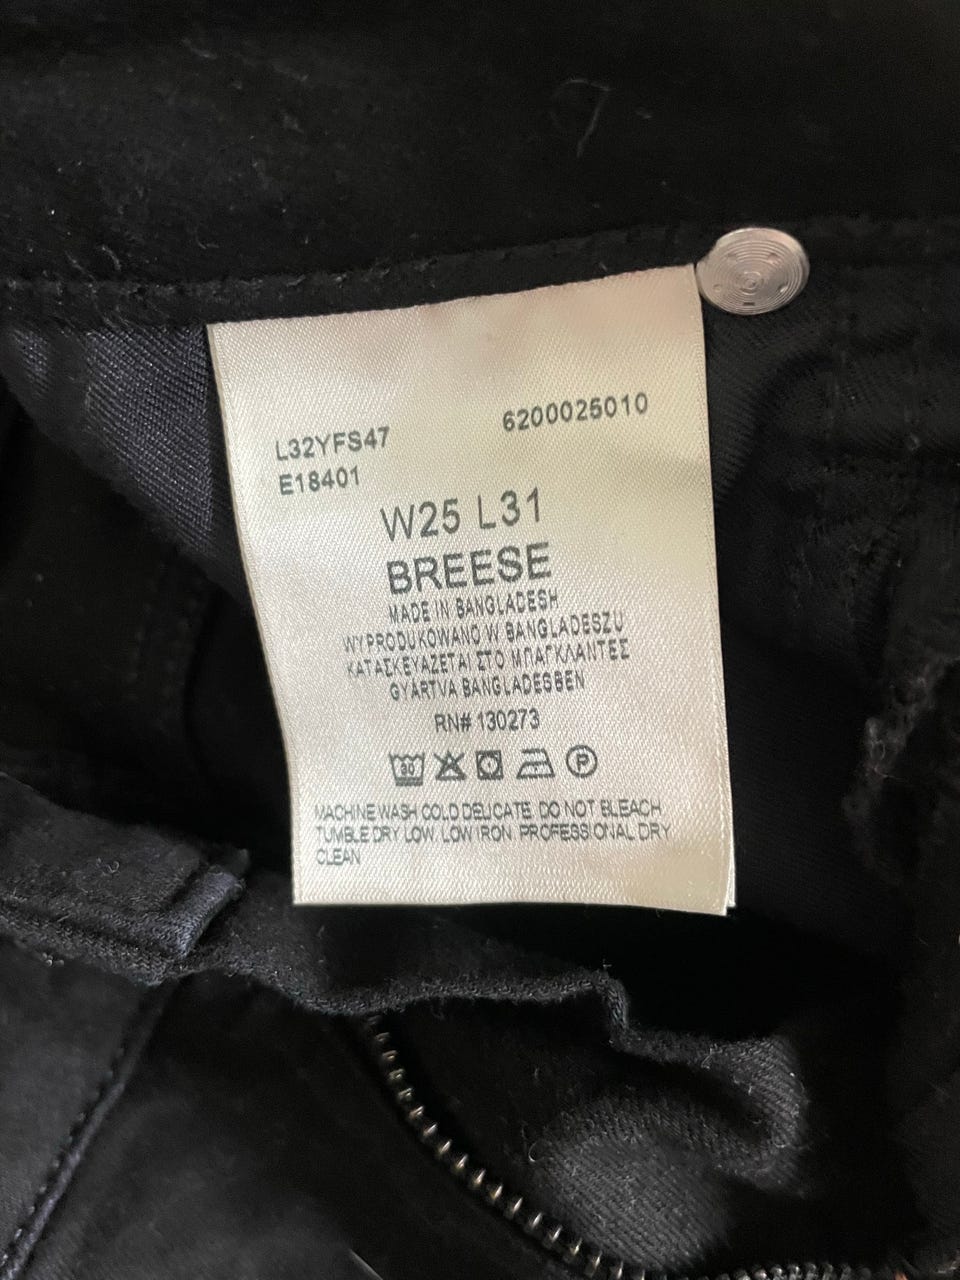 L32YFS47 6200025010
E18401
W25 L31
BREESE
MADE IN BANGLADESH
WYPRODUKOWANO W BANGLADESZU
ΚΑΤΑΣΚΕΥΑΖΕΤΑΙ ΣΤΟ ΜΠΑΓΚΛΑΝΤΕΣ
GYÁRTVA BANGLADESBEN
RN# 130273
30 P
MACHINE WASH COLD DELICATE. DO NOT BLEACH
TUMBLE DRY LOW. LOW IRON. PROFESSIONAL DRY
CLEAN